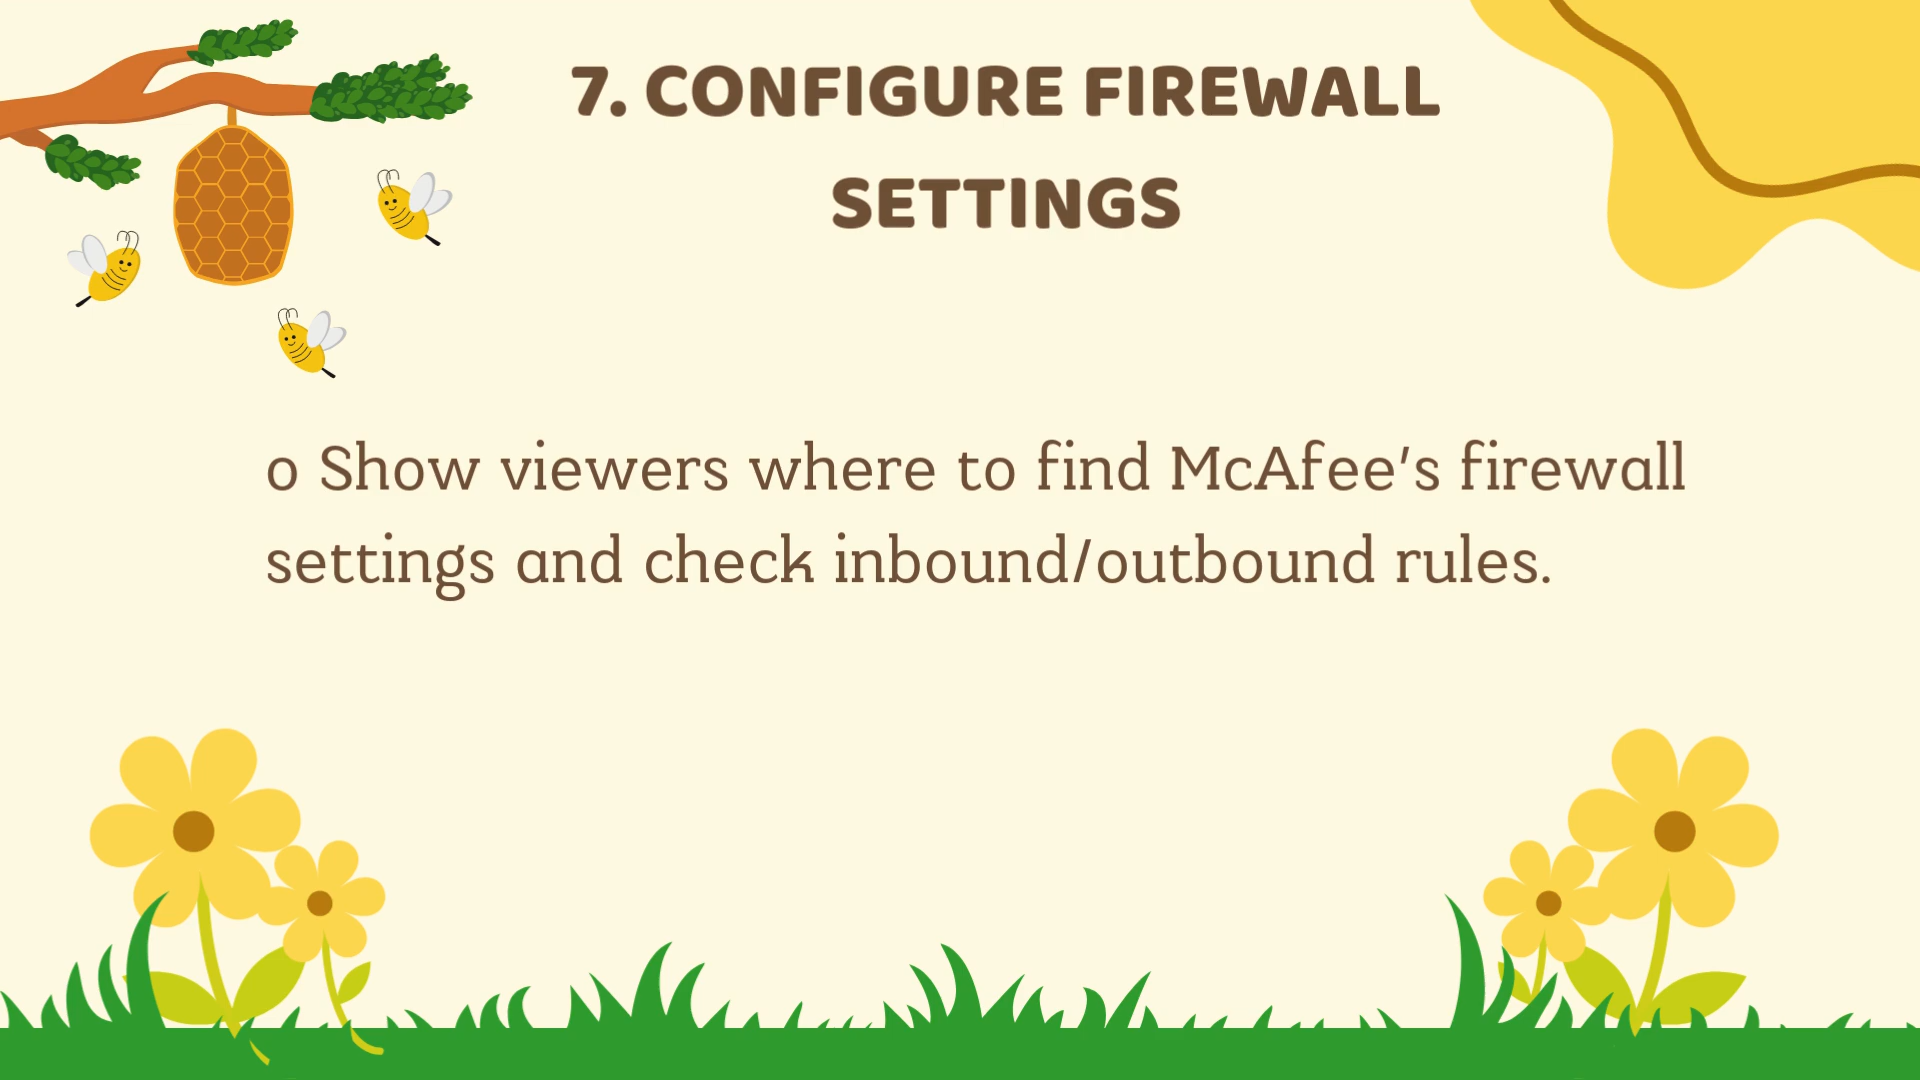 7. CONFIGURE FIREWALL
SETTINGS
o Show viewers where to find McAfee's firewall
settings and check inbound/outbound rules.